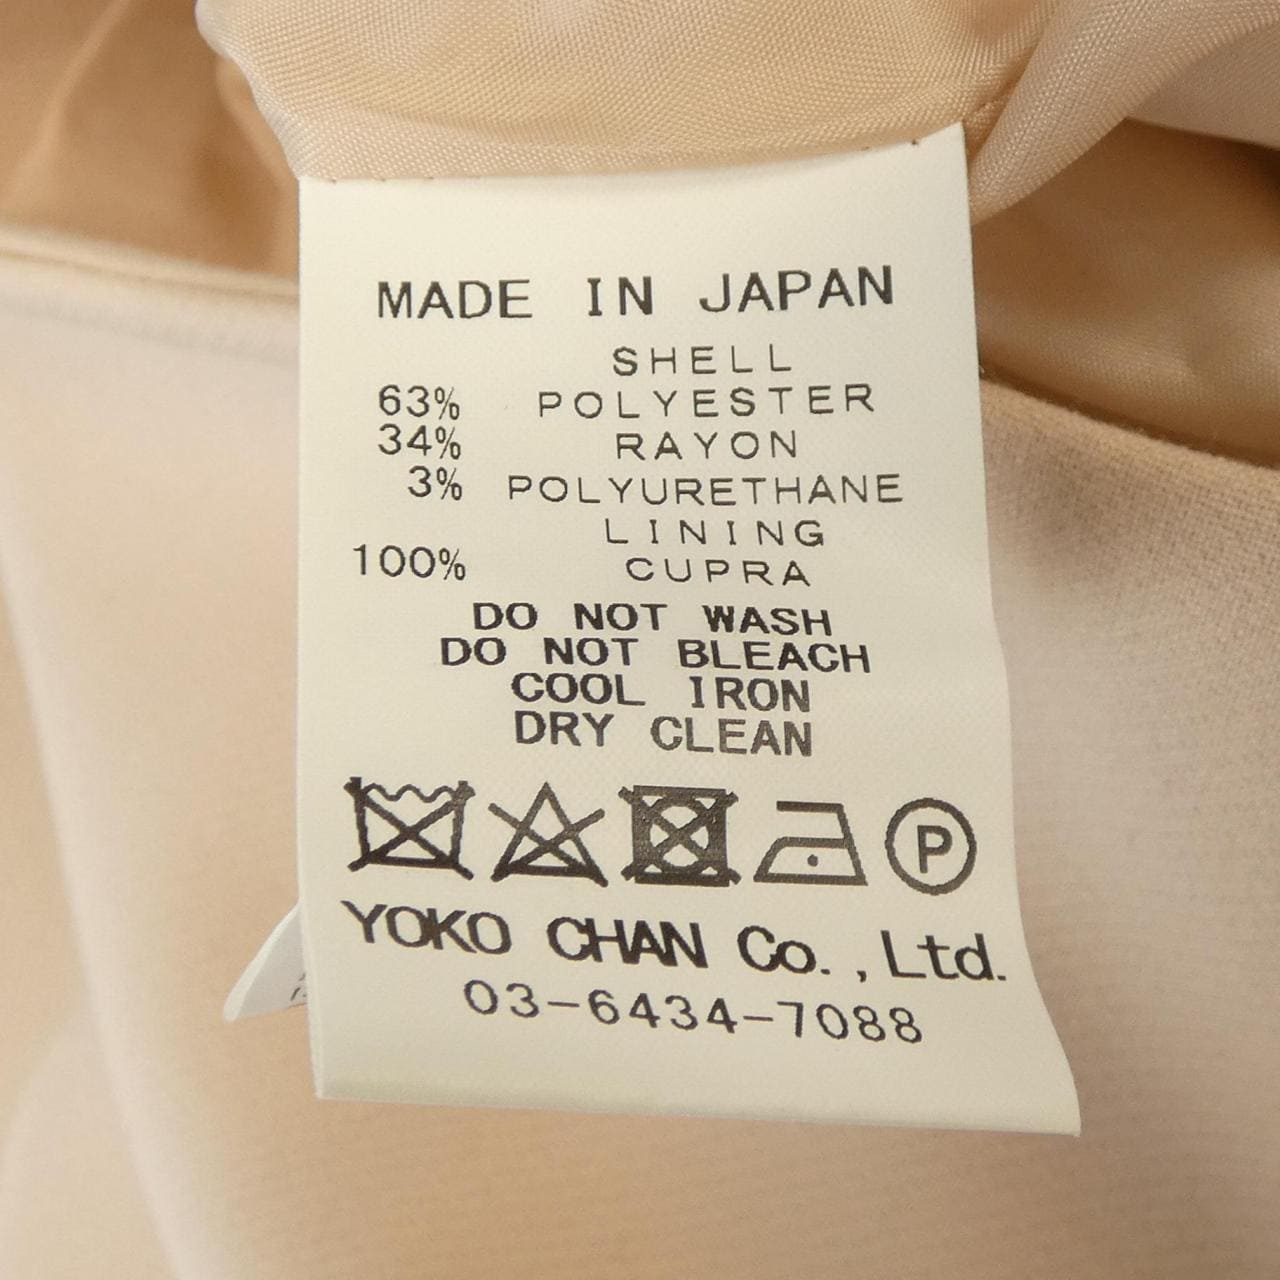 MADE IN JAPAN
SHELL
63% POLYESTER
34% RAYON
3% POLYURETHANE
LINING
100% CUPRA
DO NOT WASH
DO NOT BLEACH
COOL IRON
DRY CLEAN
P
YOKO CHAN Co.,Ltd.
03-6434-7088